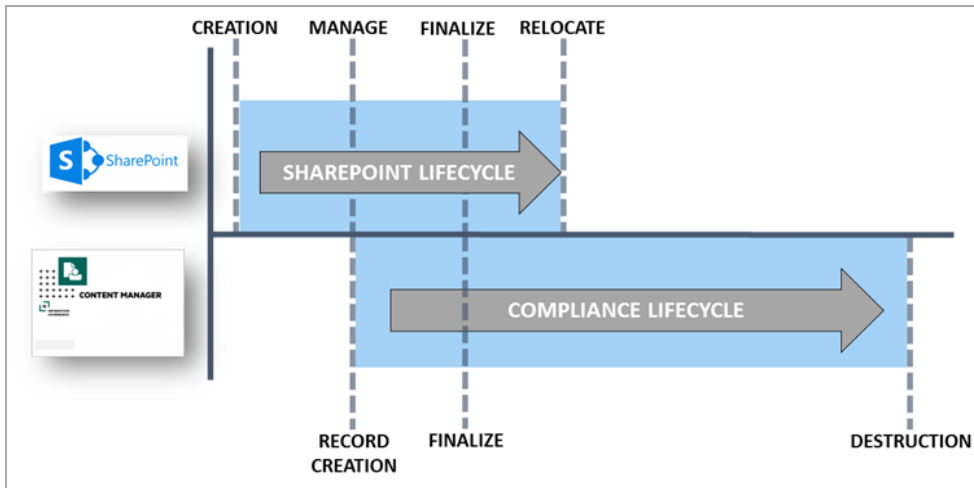 CREATION MANAGE FINALIZE RELOCATE
S SharePoint
SHAREPOINT LIFECYCLE
CONTENT MANAGER
COMPLIANCE LIFECYCLE
RECORD
CREATION
FINALIZE
DESTRUCTION